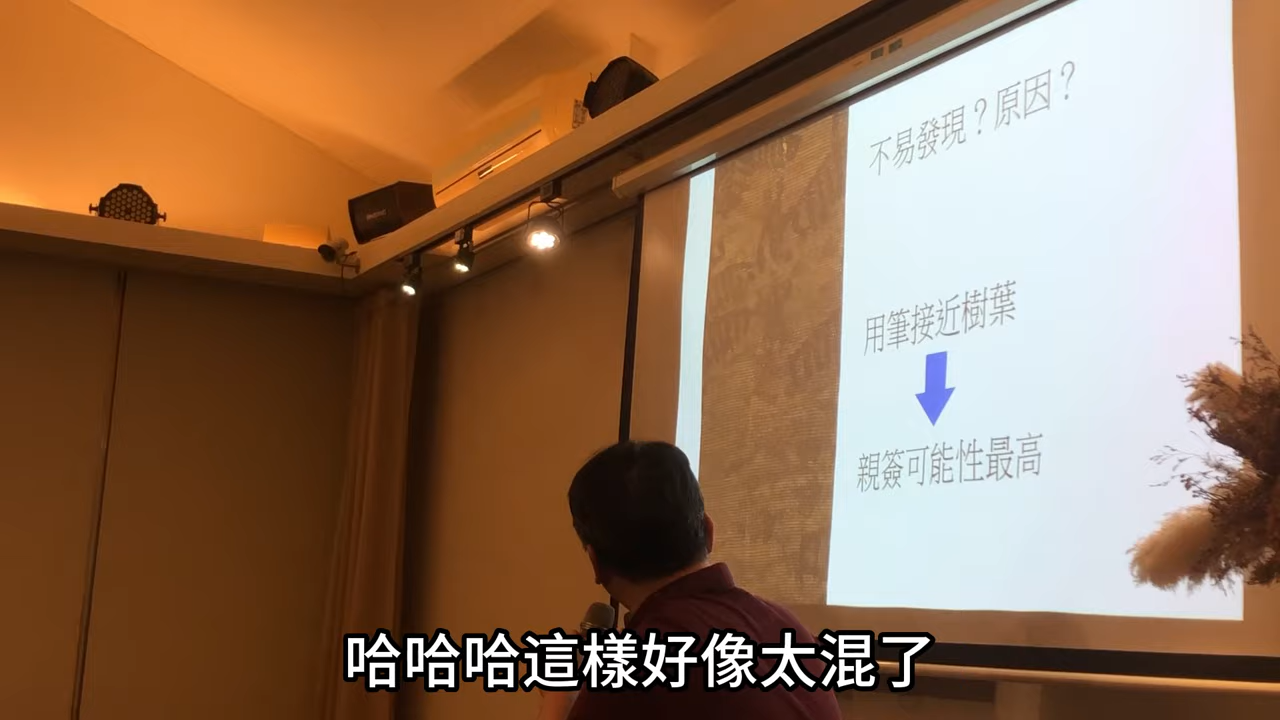 不易發現？原因？
用筆接近樹葉
親簽可能性最高
哈哈哈這樣好像太混了